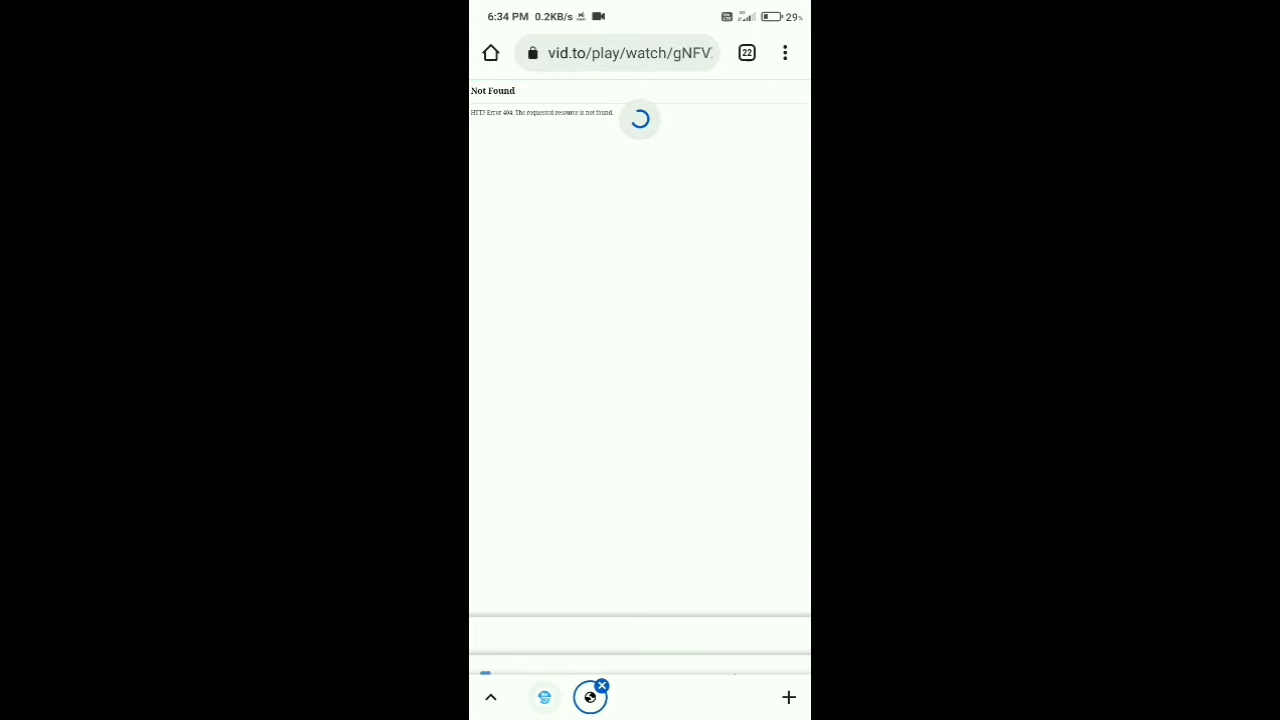 6:34 PM 0.2KB/s
29%
vid.to/play/watch/gNFV
22
Not Found
HTTP Error 404. The requested resource is not found.